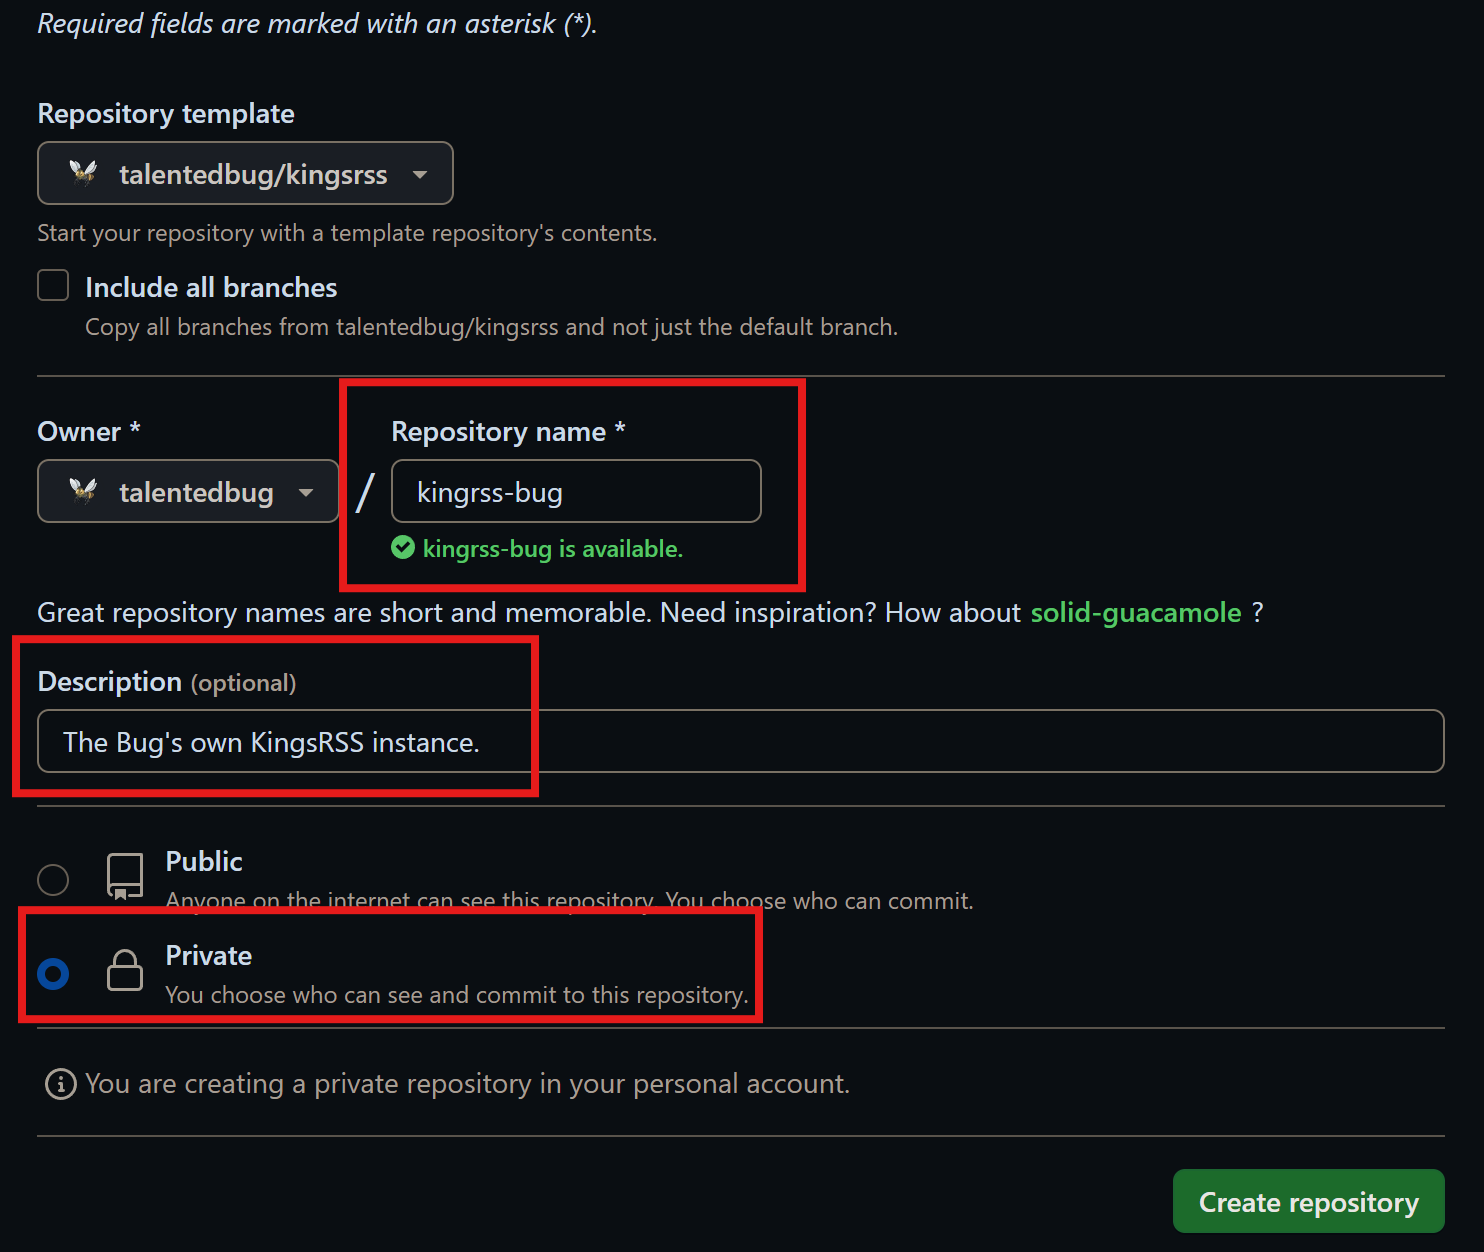 Required fields are marked with an asterisk (*).
Repository template
talentedbug/kingsrss
Start your repository with a template repository's contents.
Include all branches
Copy all branches from talentedbug/kingsrss and not just the default branch.
Owner *
Repository name *
talentedbug
/
kingrss-bug
kingrss-bug is available.
Great repository names are short and memorable. Need inspiration? How about solid-guacamole ?
Description (optional)
The Bug's own KingsRSS instance.
Public
Anyone on the internet can see this repository. You choose who can commit.
Private
You choose who can see and commit to this repository.
You are creating a private repository in your personal account.
Create repository